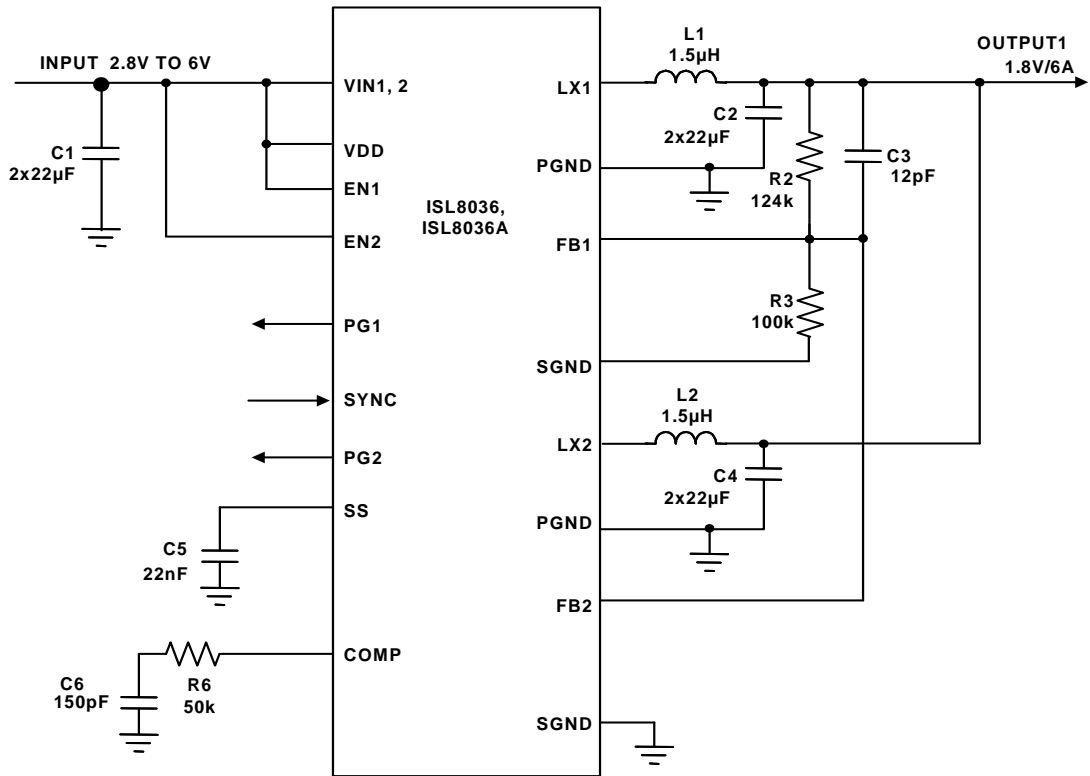 INPUT 2.8V TO 6V
C1
2x22µF
VIN1, 2
VDD
EN1
EN2
PG1
SYNC
PG2
SS
C5
22nF
COMP
R6
50k
C6
150pF
ISL8036,
ISL8036A
LX1
PGND
FB1
SGND
LX2
PGND
FB2
SGND
L1
1.5µH
C2
2x22µF
R2
124k
C3
12pF
R3
100k
L2
1.5µH
C4
2x22µF
OUTPUT1
1.8V/6A